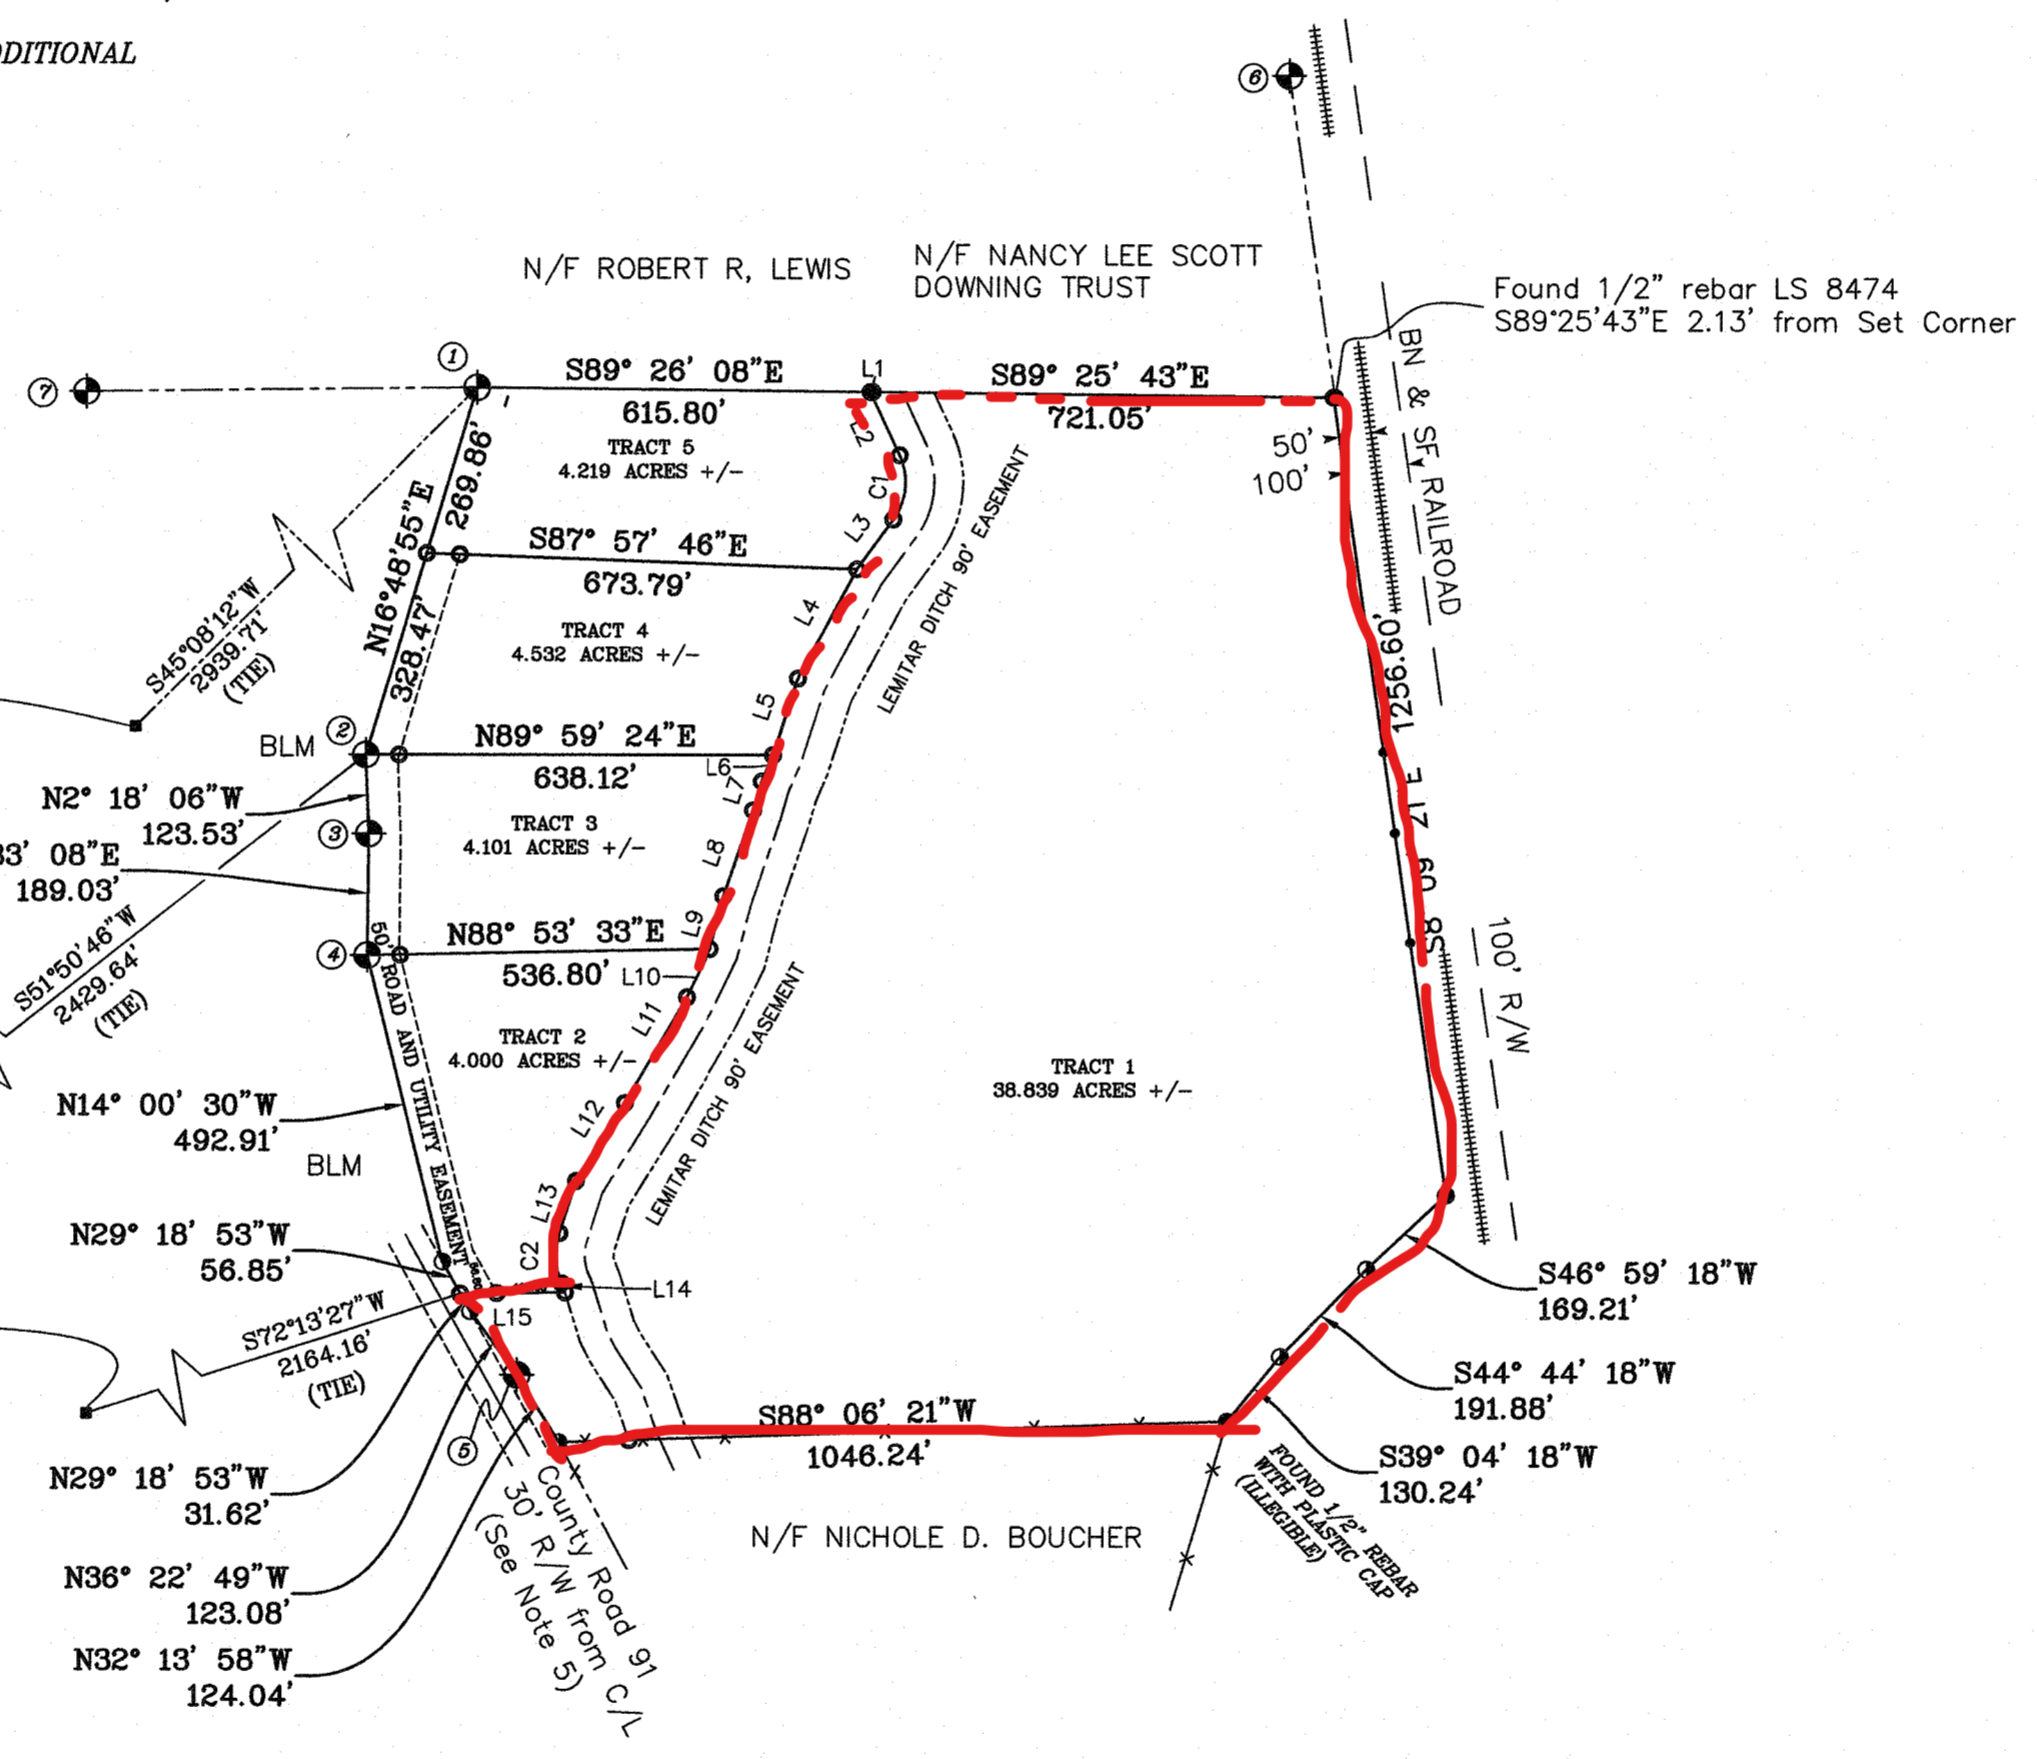 DDITIONAL
6
N/F ROBERT R, LEWIS
N/F NANCY LEE SCOTT
DOWNING TRUST
Found 1/2" rebar LS 8474
S89°25'43"E 2.13' from Set Corner
7
1
S89° 26' 08"E
615.80'
L1
S89° 25' 43"E
721.05'
BN & SF RAILROAD
50'
100'
L2
TRACT 5
4.219 ACRES +/-
N16°48'55"E
269.86'
C1
L3
LEMITAR DITCH 90' EASEMENT
S87° 57' 46"E
673.79'
S45°08'12"W
2939.71'
(TIE)
328.47'
L4
TRACT 4
4.532 ACRES +/-
1256.60'
L5
2
BLM
N89° 59' 24"E
638.12'
L6
L7
N2° 18' 06"W
123.53'
3
TRACT 3
4.101 ACRES +/-
33' 08"E
189.03'
L8
S51°50'46"W
2429.64'
(TIE)
L9
4
N88° 53' 33"E
536.80'
L10
100' R/W
50' ROAD AND UTILITY EASEMENT
L11
TRACT 2
4.000 ACRES +/-
LEMITAR DITCH 90' EASEMENT
TRACT 1
38.839 ACRES +/-
N14° 00' 30"W
492.91'
L12
BLM
L13
N29° 18' 53"W
56.85'
C2
L14
L15
S72°13'27"W
2164.16'
(TIE)
S46° 59' 18"W
169.21'
S44° 44' 18"W
191.88'
S88° 06' 21"W
1046.24'
5
S39° 04' 18"W
130.24'
FOUND 1/2" REBAR
WITH PLASTIC CAP
(ILLEGIBLE)
N29° 18' 53"W
31.62'
County Road 91
30' R/W from C/L
(See Note 5)
N/F NICHOLE D. BOUCHER
N36° 22' 49"W
123.08'
N32° 13' 58"W
124.04'